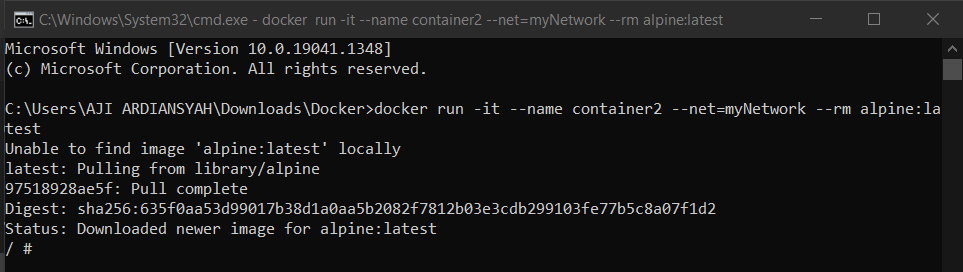 C:\Windows\System32\cmd.exe - docker  run -it --name container2 --net=myNetwork --rm alpine:latest
Microsoft Windows [Version 10.0.19041.1348]
(c) Microsoft Corporation. All rights reserved.
C:\Users\AJI ARDIANSYAH\Downloads\Docker>docker run -it --name container2 --net=myNetwork --rm alpine:la
test
Unable to find image 'alpine:latest' locally
latest: Pulling from library/alpine
97518928ae5f: Pull complete
Digest: sha256:635f0aa53d99017b38d1a0aa5b2082f7812b03e3cdb299103fe77b5c8a07f1d2
Status: Downloaded newer image for alpine:latest
/ #